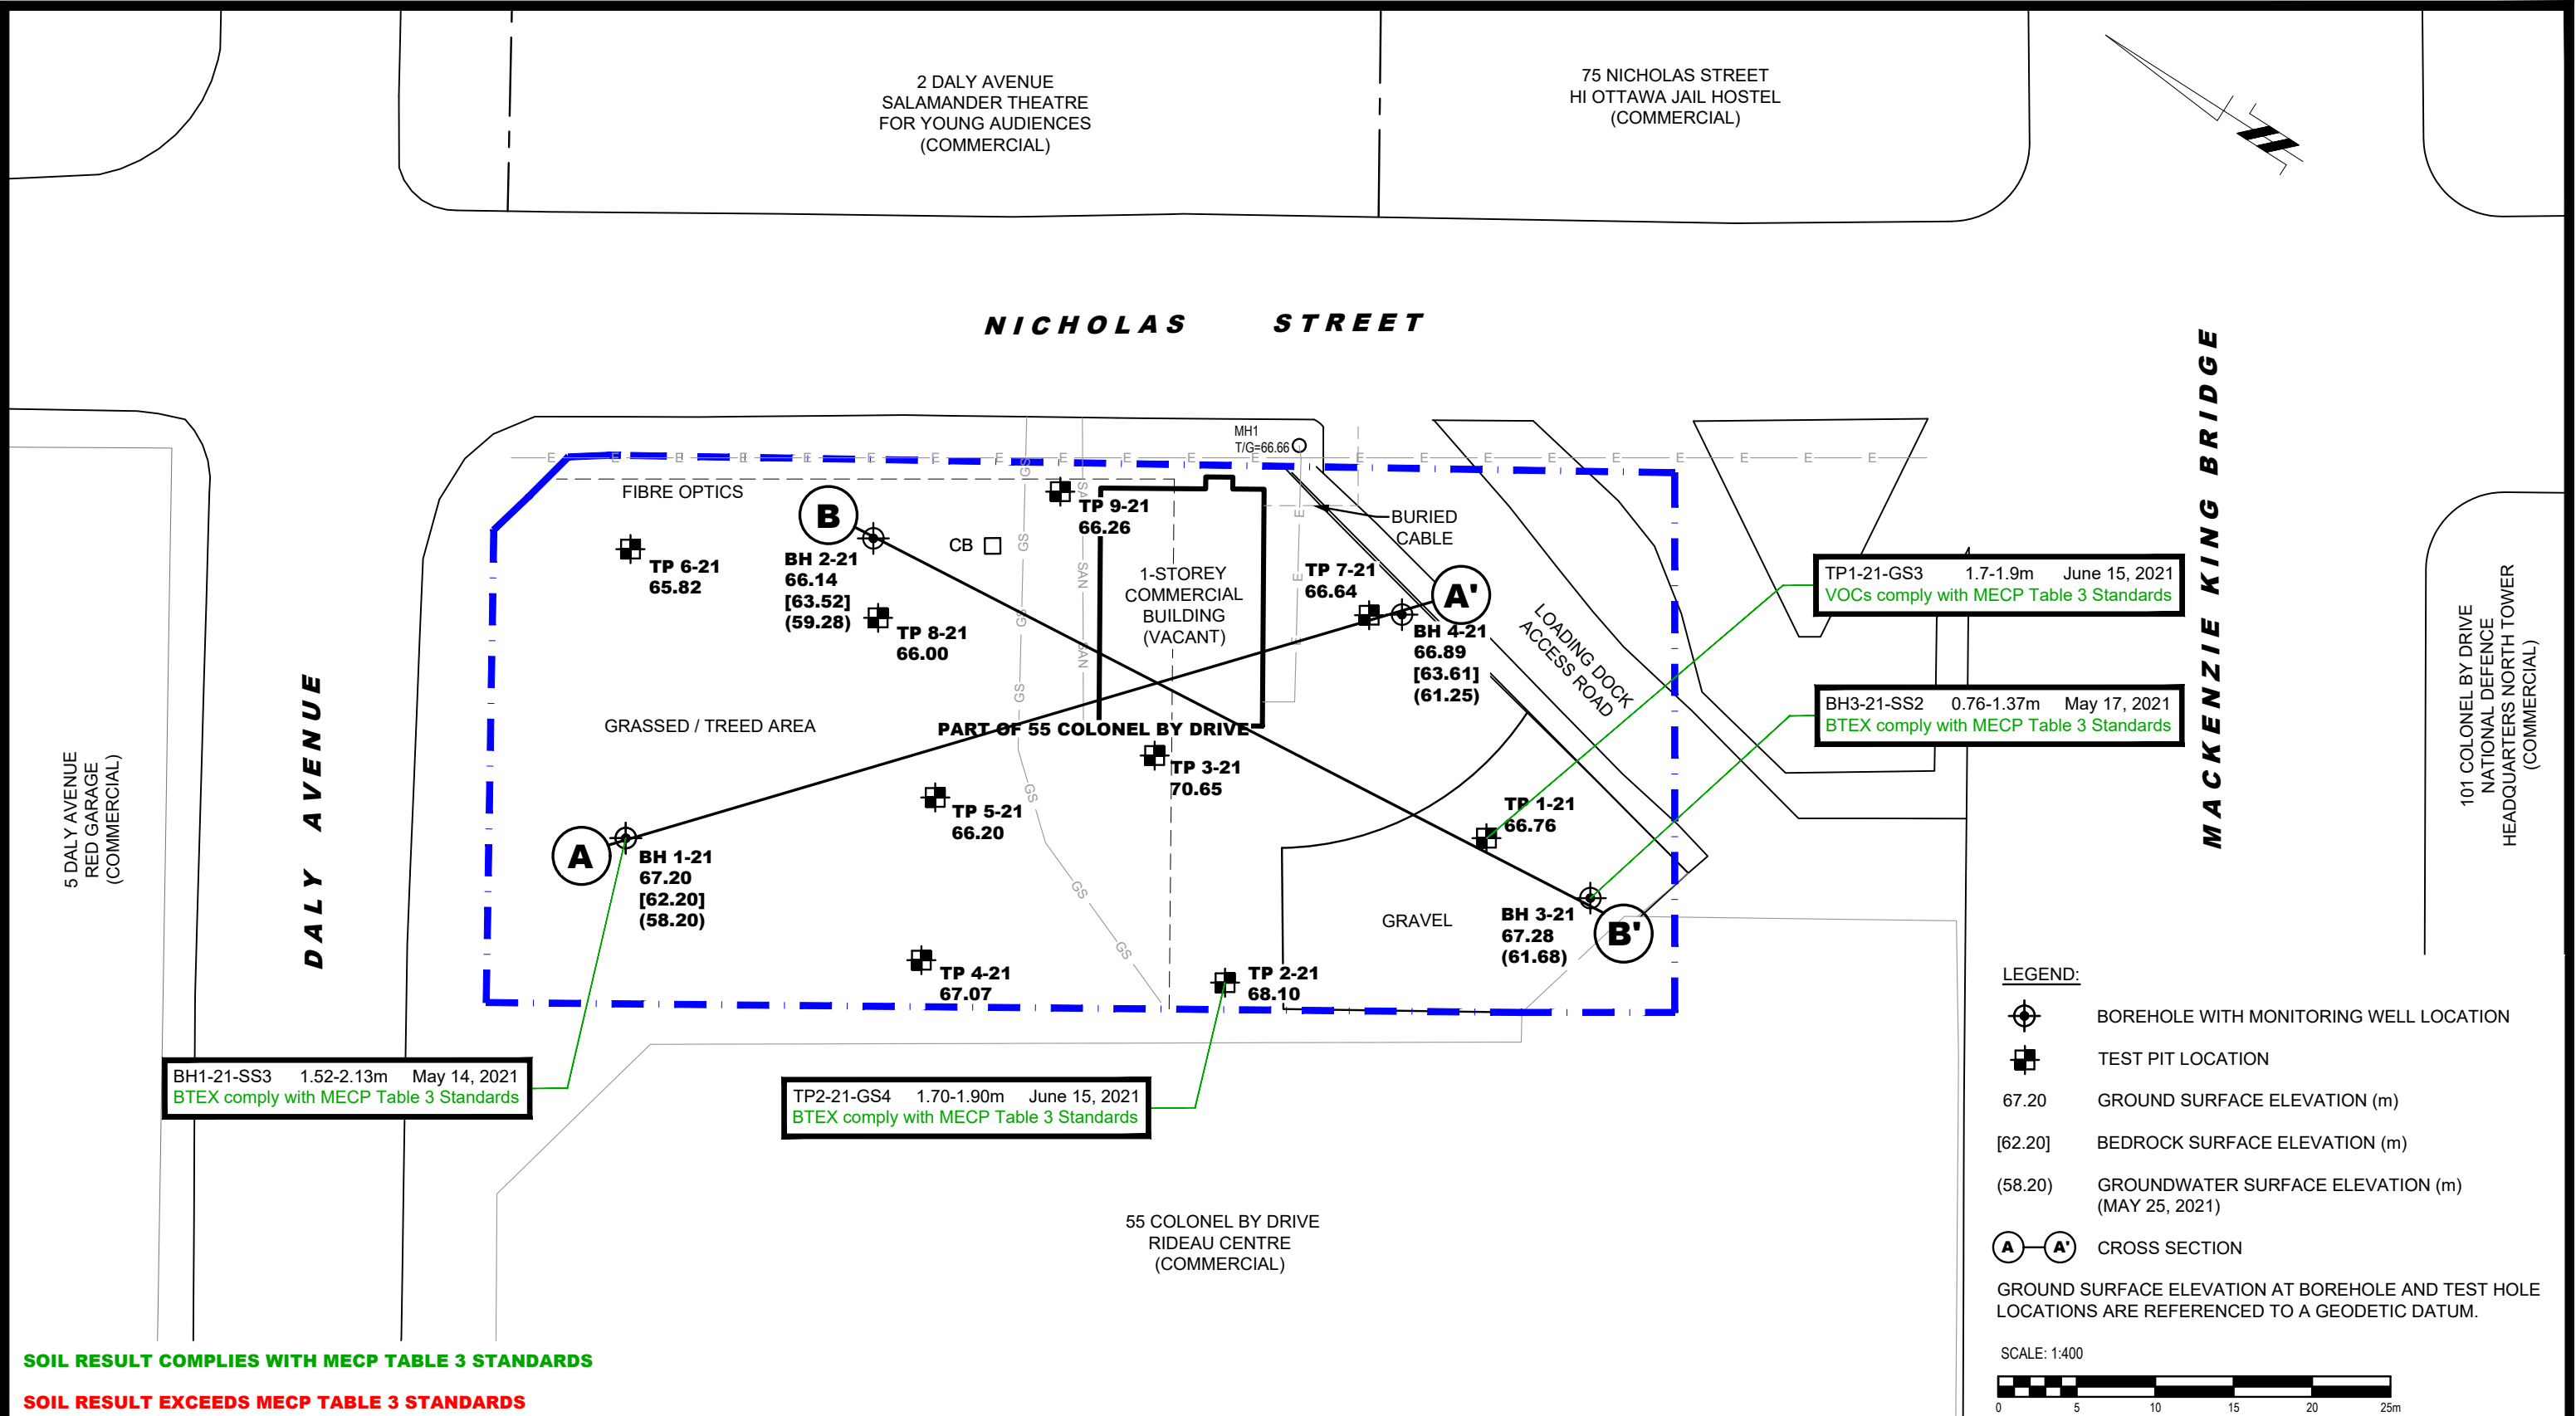 2 DALY AVENUE
SALAMANDER THEATRE
FOR YOUNG AUDIENCES
(COMMERCIAL)
75 NICHOLAS STREET
HI OTTAWA JAIL HOSTEL
(COMMERCIAL)
NICHOLAS STREET
MACKENZIE KING BRIDGE
DALY AVENUE
5 DALY AVENUE
RED GARAGE
(COMMERCIAL)
101 COLONEL BY DRIVE
NATIONAL DEFENCE
HEADQUARTERS NORTH TOWER
(COMMERCIAL)
MH1
T/G=66.66
E E E E E E E E E E E E E E E E E E E E E
FIBRE OPTICS
B
BH 2-21
66.14
[63.52]
(59.28)
TP 6-21
65.82
TP 8-21
66.00
CB
GS GS GS GS GS GS GS
SAN SAN SAN
TP 9-21
66.26
1-STOREY
COMMERCIAL
BUILDING
(VACANT)
E E E
BURIED
CABLE
TP 7-21
66.64
A'
BH 4-21
66.89
[63.61]
(61.25)
LOADING DOCK
ACCESS ROAD
TP1-21-GS3 1.7-1.9m June 15, 2021
VOCs comply with MECP Table 3 Standards
BH3-21-SS2 0.76-1.37m May 17, 2021
BTEX comply with MECP Table 3 Standards
GRASSED / TREED AREA
PART OF 55 COLONEL BY DRIVE
TP 3-21
70.65
TP 5-21
66.20
TP 1-21
66.76
A
BH 1-21
67.20
[62.20]
(58.20)
GRAVEL
BH 3-21
67.28
(61.68)
B'
TP 4-21
67.07
TP 2-21
68.10
BH1-21-SS3 1.52-2.13m May 14, 2021
BTEX comply with MECP Table 3 Standards
TP2-21-GS4 1.70-1.90m June 15, 2021
BTEX comply with MECP Table 3 Standards
55 COLONEL BY DRIVE
RIDEAU CENTRE
(COMMERCIAL)
LEGEND:
BOREHOLE WITH MONITORING WELL LOCATION
TEST PIT LOCATION
67.20 GROUND SURFACE ELEVATION (m)
[62.20] BEDROCK SURFACE ELEVATION (m)
(58.20) GROUNDWATER SURFACE ELEVATION (m)
(MAY 25, 2021)
A A' CROSS SECTION
GROUND SURFACE ELEVATION AT BOREHOLE AND TEST HOLE
LOCATIONS ARE REFERENCED TO A GEODETIC DATUM.
SCALE: 1:400
0 5 10 15 20 25m
SOIL RESULT COMPLIES WITH MECP TABLE 3 STANDARDS
SOIL RESULT EXCEEDS MECP TABLE 3 STANDARDS